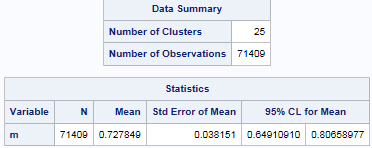 Data Summary
Number of Clusters 25
Number of Observations 71409
Statistics
Variable N Mean Std Error of Mean 95% CL for Mean
m 71409 0.727849 0.038151 0.64910910 0.80658977